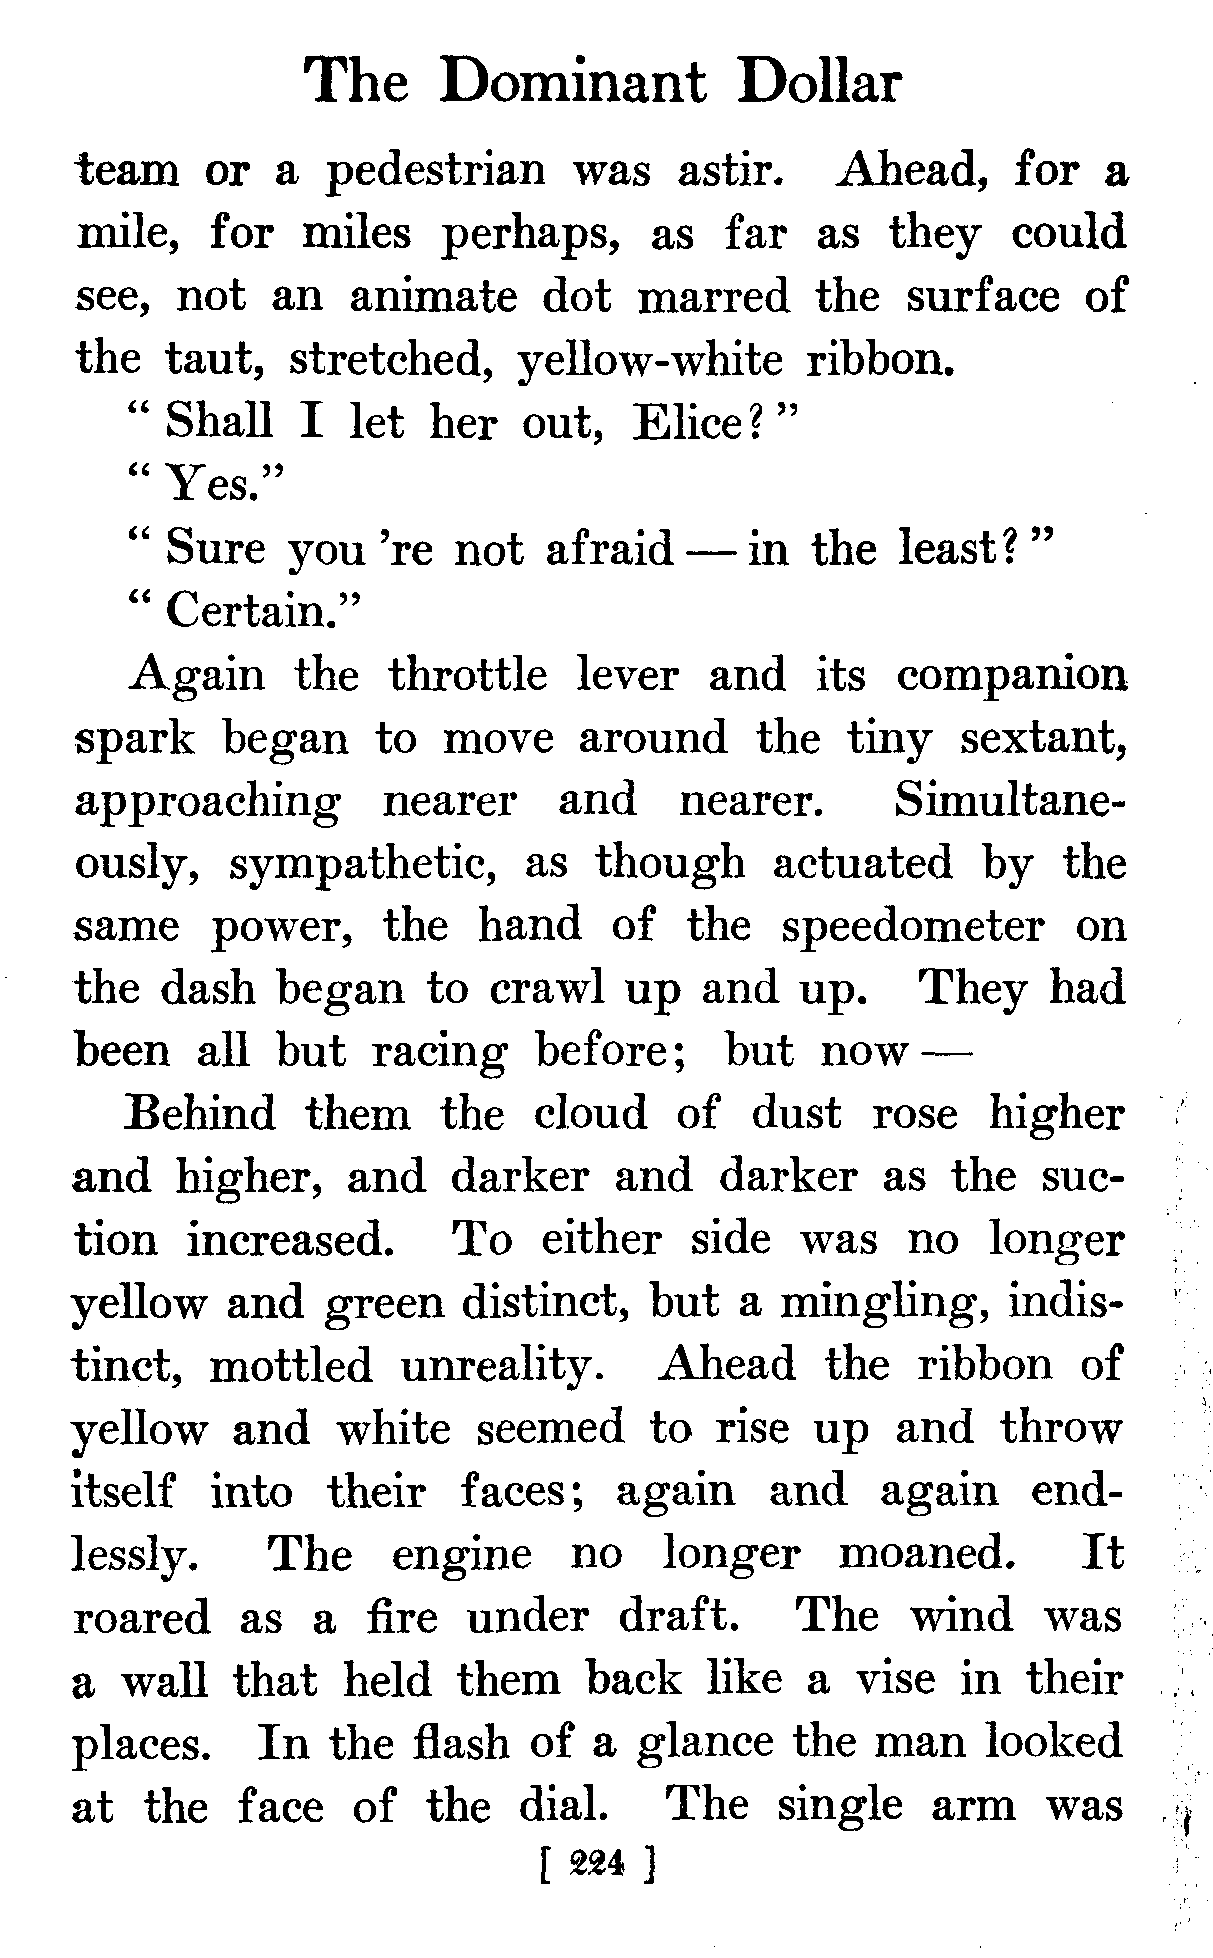 The Dominant Dollar
team or a pedestrian was astir. Ahead, for a
mile, for miles perhaps, as far as they could
see, not an animate dot marred the surface of
the taut, stretched, yellow-white ribbon.
“ Shall I let her out, Elice? ”
“ Yes.”
“ Sure you 're not afraid — in the least? ”
“ Certain.”
Again the throttle lever and its companion
spark began to move around the tiny sextant,
approaching nearer and nearer. Simultane-
ously, sympathetic, as though actuated by the
same power, the hand of the speedometer on
the dash began to crawl up and up. They had
been all but racing before; but now —
Behind them the cloud of dust rose higher
and higher, and darker and darker as the suc-
tion increased. To either side was no longer
yellow and green distinct, but a mingling, indis-
tinct, mottled unreality. Ahead the ribbon of
yellow and white seemed to rise up and throw
itself into their faces; again and again end-
lessly. The engine no longer moaned. It
roared as a fire under draft. The wind was
a wall that held them back like a vise in their
places. In the flash of a glance the man looked
at the face of the dial. The single arm was
[ 224 ]